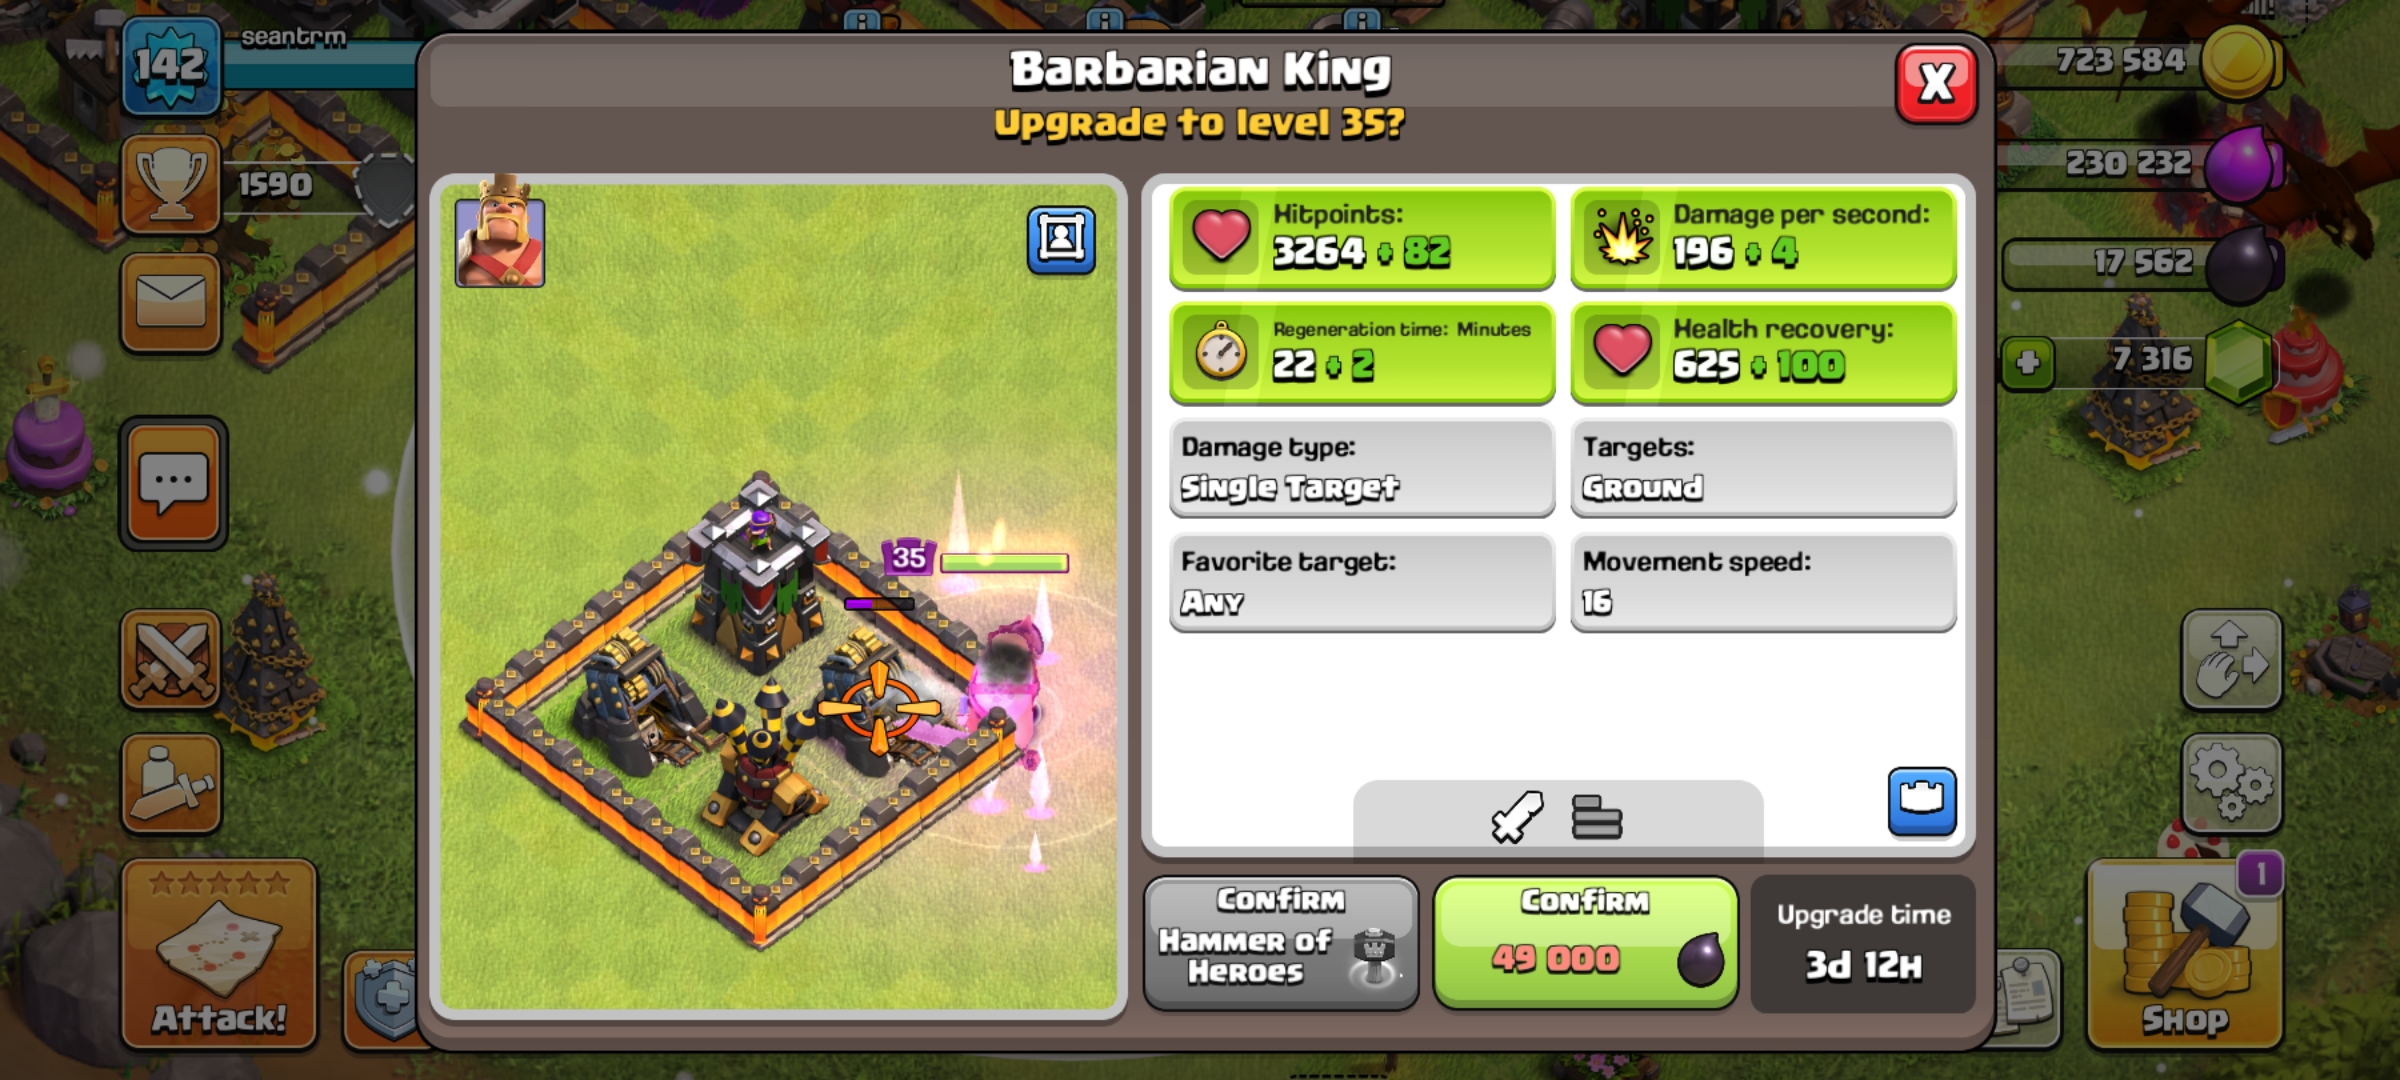 142
seantrm
1590
Attack!
Barbarian King
Upgrade to level 35?
X
35
Hitpoints:
3264 + 82
Damage per second:
196 + 4
Regeneration time: Minutes
22 + 2
Health recovery:
625 + 100
Damage type:
Single Target
Targets:
Ground
Favorite target:
Any
Movement speed:
16
Confirm
Hammer of
Heroes
Confirm
49 000
Upgrade time
3d 12H
723 584
230 232
17 562
7 316
1
Shop